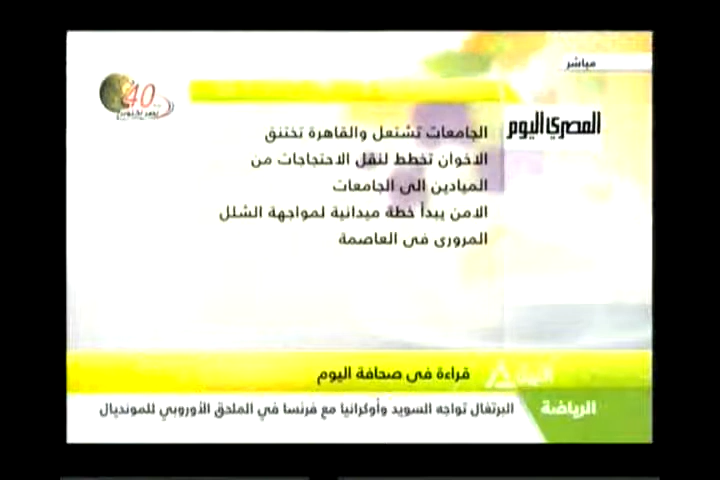 مباشر
40
المصري اليوم
الجامعات تشتعل والقاهرة تختنق
الاخوان تخطط لنقل الاحتجاجات من
الميادين الى الجامعات
الامن يبدأ خطة ميدانية لمواجهة الشلل
المرورى فى العاصمة
قراءة فى صحافة اليوم
الرياضة
البرتغال تواجه السويد وأوكرانيا مع فرنسا في الملحق الأوروبي للمونديال